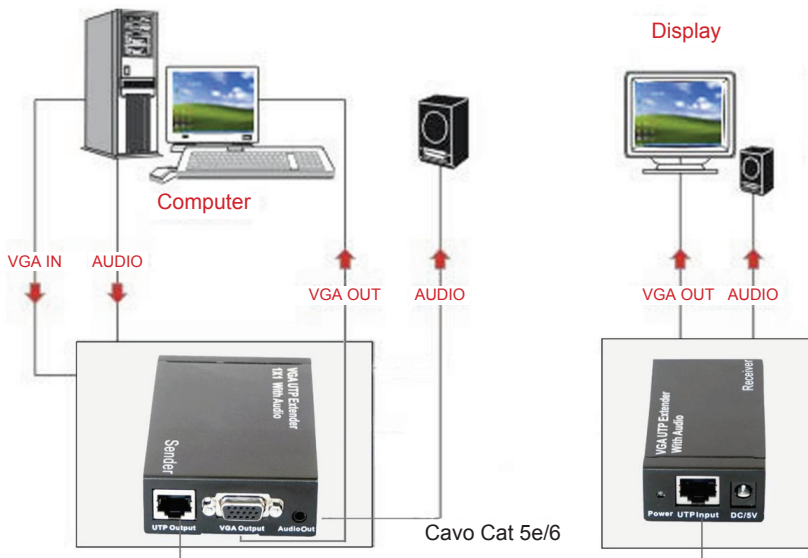 Display
Computer
VGA IN
AUDIO
VGA OUT
AUDIO
VGA OUT
AUDIO
VGA UTP Extender
1X1 With Audio
Sender
UTP Output
VGA Output
AudioOut
Cavo Cat 5e/6
Receiver
VGA UTP Extender
With Audio
Power
UTP Input
DC/5V